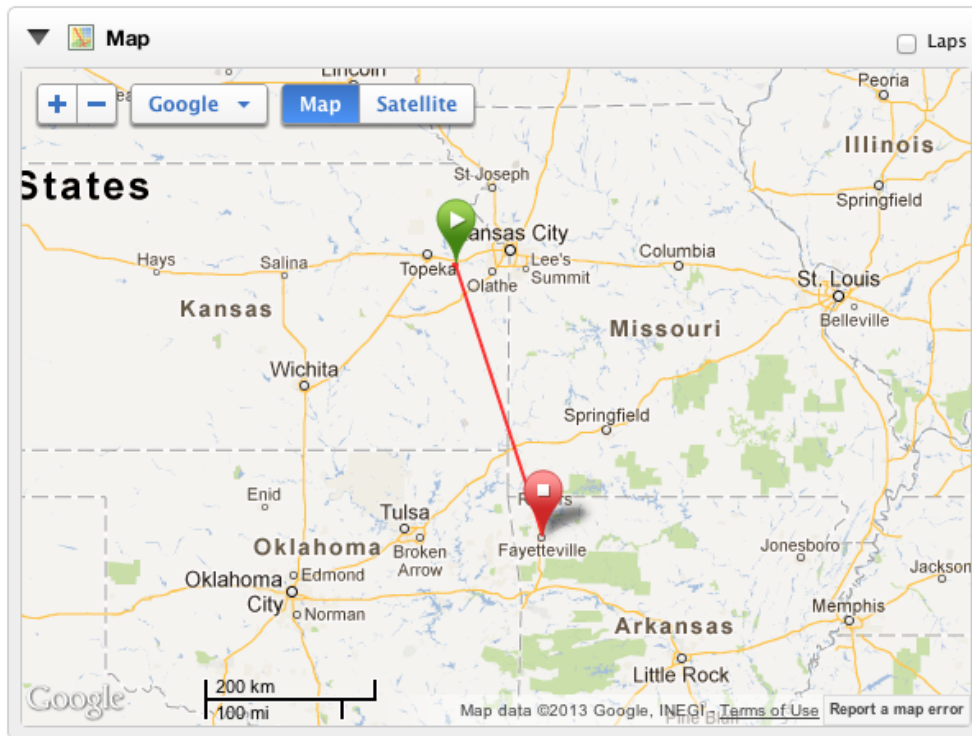 Map
Laps
Lincoln
+
−
Google
Map
Satellite
Peoria
Illinois
States
St Joseph
Springfield
Kansas City
Hays
Salina
Topeka
Lee's
Summit
Columbia
Olathe
St. Louis
Kansas
Missouri
Belleville
Wichita
Springfield
Enid
Tulsa
Fayetteville
Oklahoma
Broken
Arrow
Jonesboro
Oklahoma
City
Edmond
Jackson
Norman
Memphis
Arkansas
Little Rock
200 km
100 mi
Google
Map data ©2013 Google, INEGI - Terms of Use
Report a map error
Pine Bluff